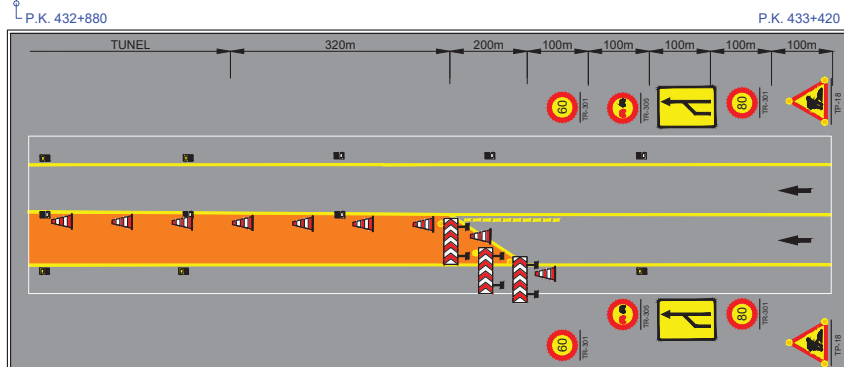 P.K. 432+880
P.K. 433+420
TUNEL
320m
200m
100m
100m
100m
100m
100m
60
TR-301
TR-305
80
TR-301
TP-18
60
TR-301
TR-305
80
TR-301
TP-18